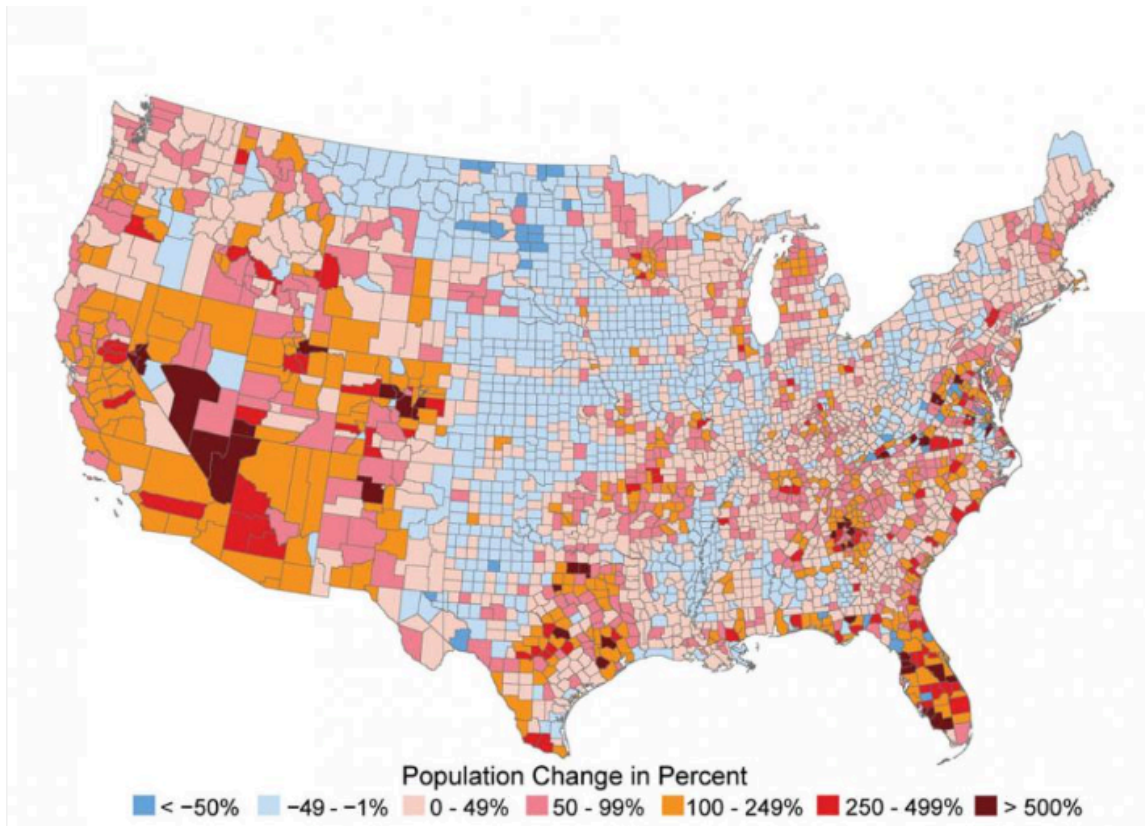 Population Change in Percent
< −50% −49 - −1% 0 - 49% 50 - 99% 100 - 249% 250 - 499% > 500%